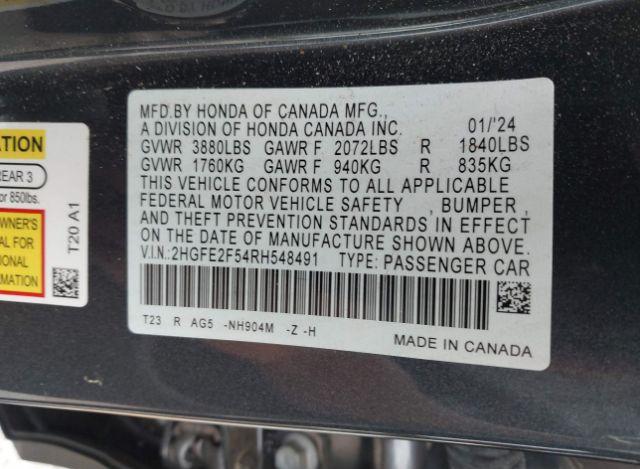 MFD.BY HONDA OF CANADA MFG.,
A DIVISION OF HONDA CANADA INC. 01/'24
GVWR 3880LBS GAWR F 2072LBS R 1840LBS
GVWR 1760KG GAWR F 940KG R 835KG
THIS VEHICLE CONFORMS TO ALL APPLICABLE
FEDERAL MOTOR VEHICLE SAFETY , BUMPER ,
AND THEFT PREVENTION STANDARDS IN EFFECT
ON THE DATE OF MANUFACTURE SHOWN ABOVE.
V.I.N.:2HGFE2F54RH548491 TYPE: PASSENGER CAR
T23 R AG5 -NH904M -Z -H
MADE IN CANADA
ATION
REAR 3
or 850lbs.
WNER'S
AL FOR
IONAL
MATION
T20 A1